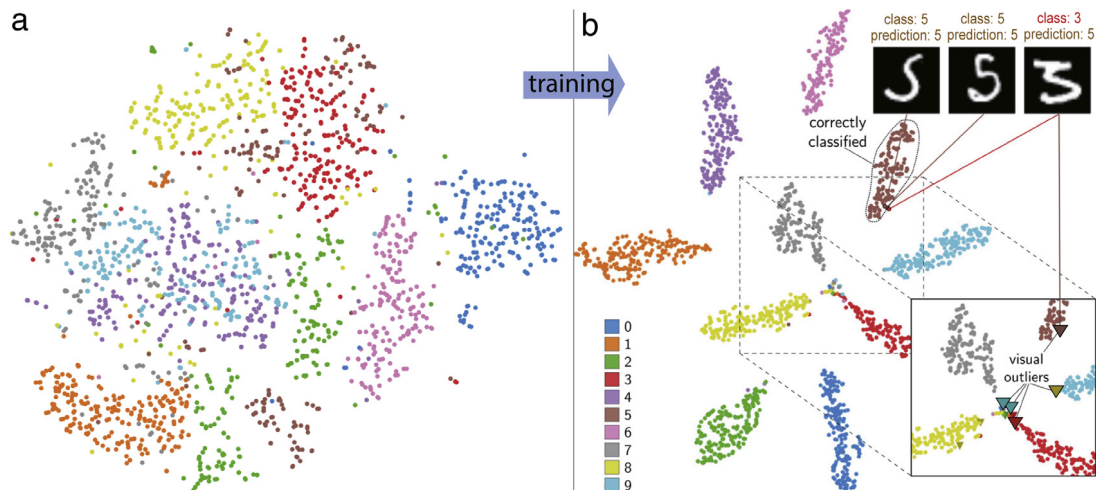 a
training
b
class: 5
prediction: 5
class: 5
prediction: 5
class: 3
prediction: 5
correctly
classified
0
1
2
3
4
5
6
7
8
9
visual
outliers